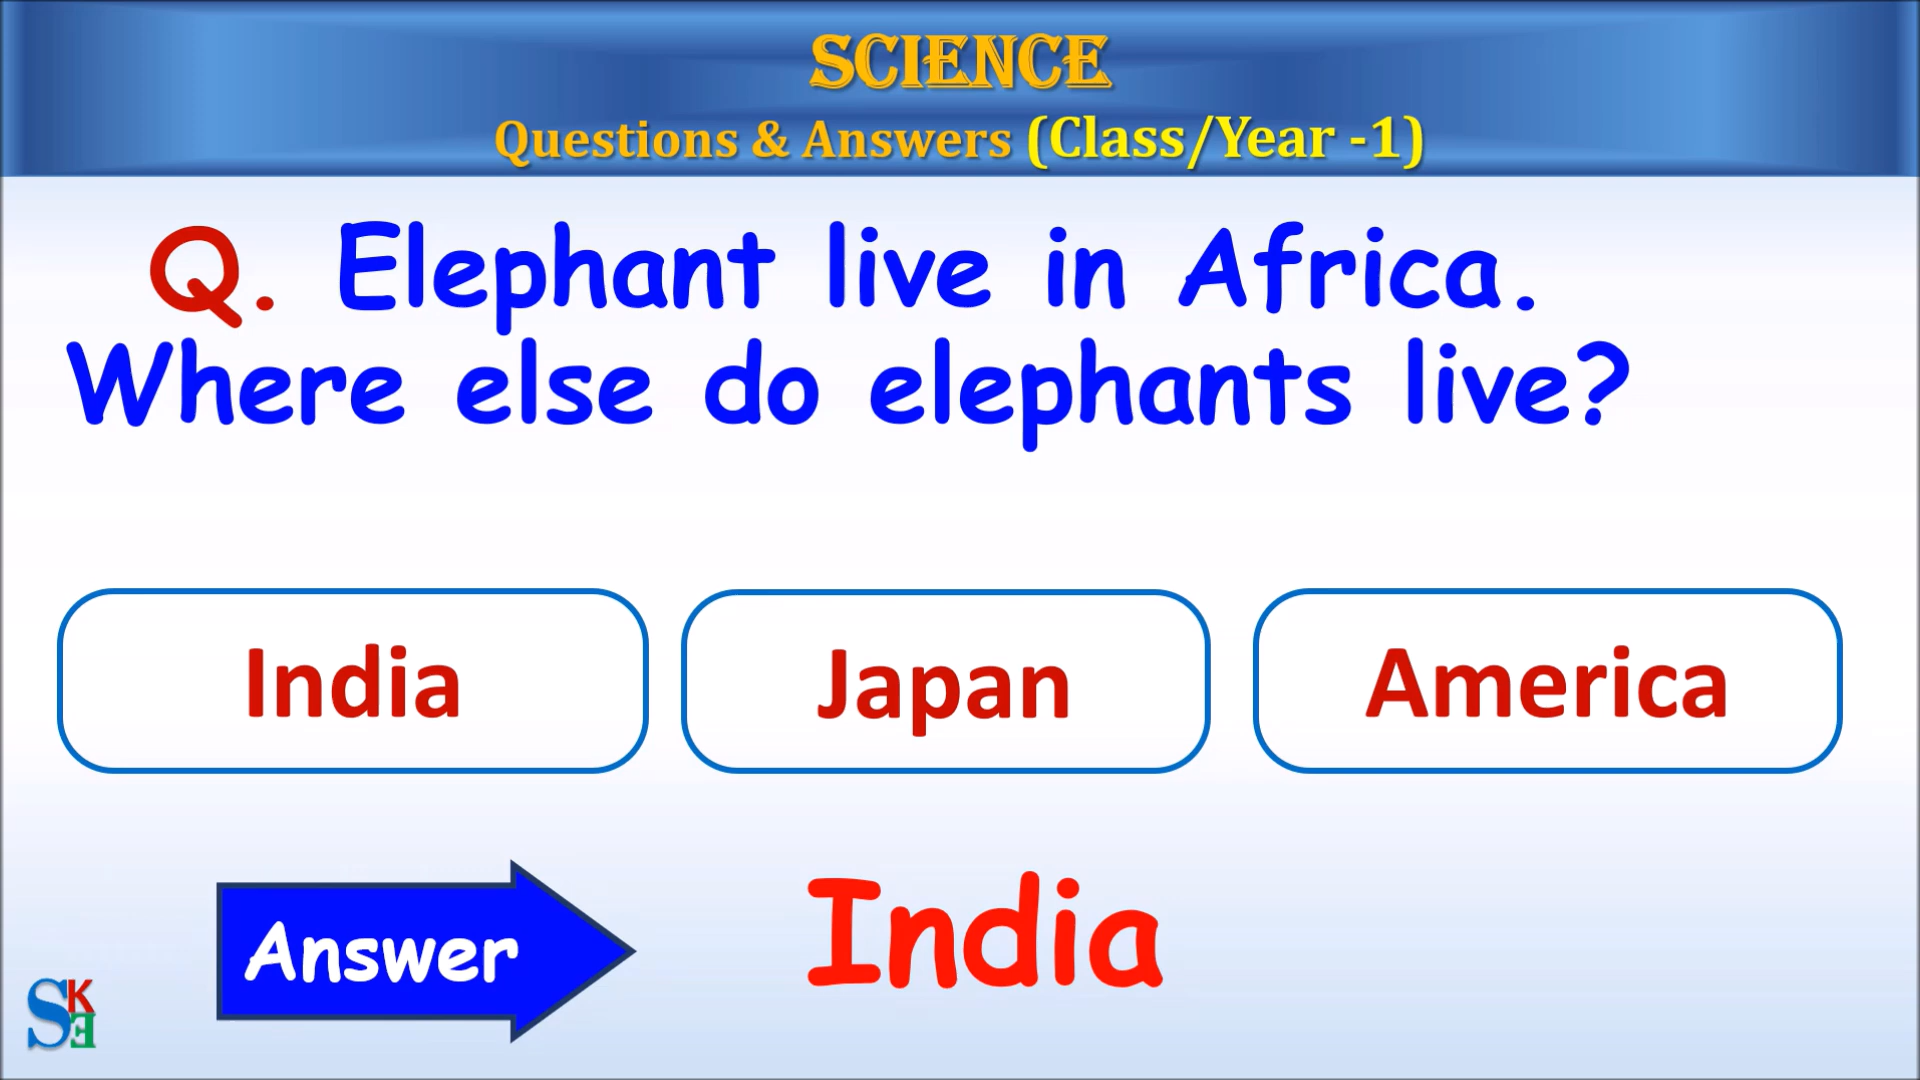 SCIENCE
Questions & Answers (Class/Year -1)
Q. Elephant live in Africa.
Where else do elephants live?
India
Japan
America
Answer
India
SKE